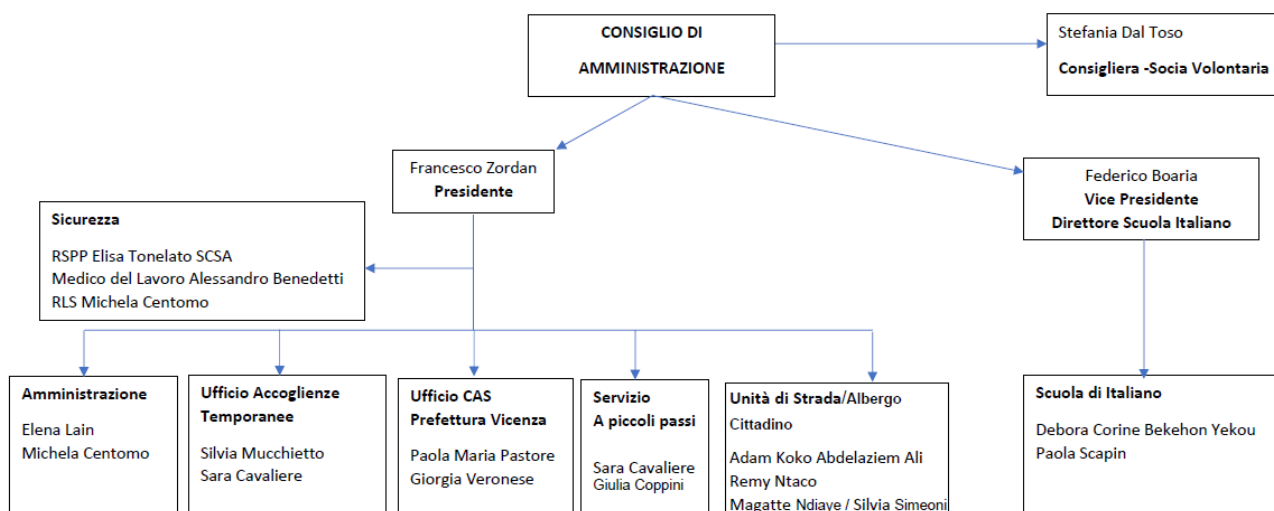 CONSIGLIO DI
AMMINISTRAZIONE
Stefania Dal Toso
Consigliera -Socia Volontaria
Francesco Zordan
Presidente
Federico Boaria
Vice Presidente
Direttore Scuola Italiano
Sicurezza
RSPP Elisa Tonelato SCSA
Medico del Lavoro Alessandro Benedetti
RLS Michela Centomo
Amministrazione
Elena Lain
Michela Centomo
Ufficio Accoglienze
Temporanee
Silvia Mucchietto
Sara Cavaliere
Ufficio CAS
Prefettura Vicenza
Paola Maria Pastore
Giorgia Veronese
Servizio
A piccoli passi
Sara Cavaliere
Giulia Coppini
Unità di Strada/Albergo
Cittadino
Adam Koko Abdelaziem Ali
Remy Ntaco
Magatte Ndiaye / Silvia Simeoni
Scuola di Italiano
Debora Corine Bekehon Yekou
Paola Scapin